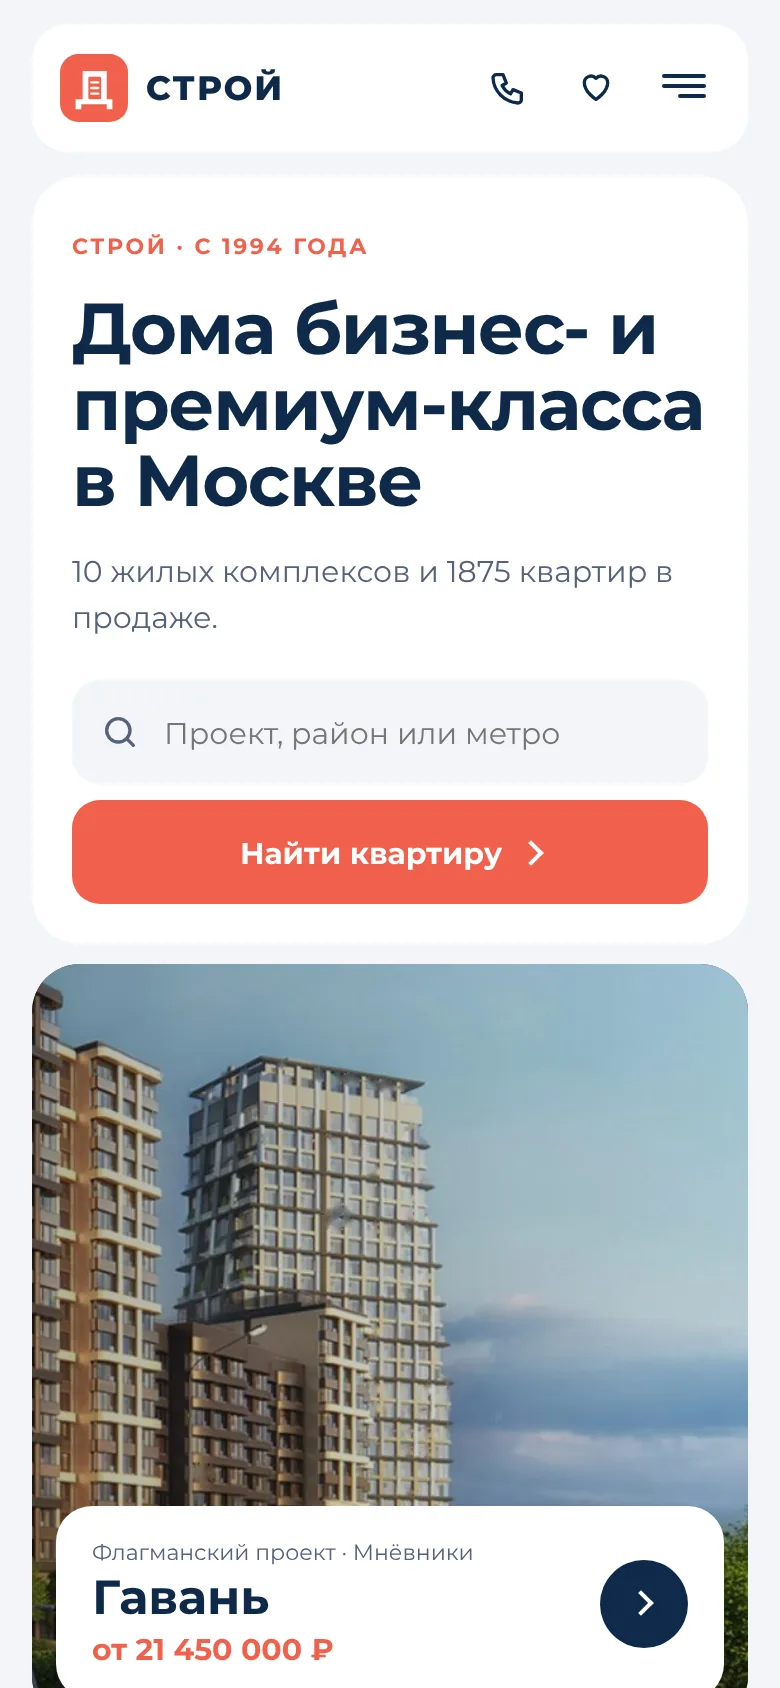 СТРОЙ
СТРОЙ · С 1994 ГОДА
Дома бизнес- и
премиум-класса
в Москве
10 жилых комплексов и 1875 квартир в
продаже.
Проект, район или метро
Найти квартиру
Флагманский проект · Мнёвники
Гавань
от 21 450 000 ₽